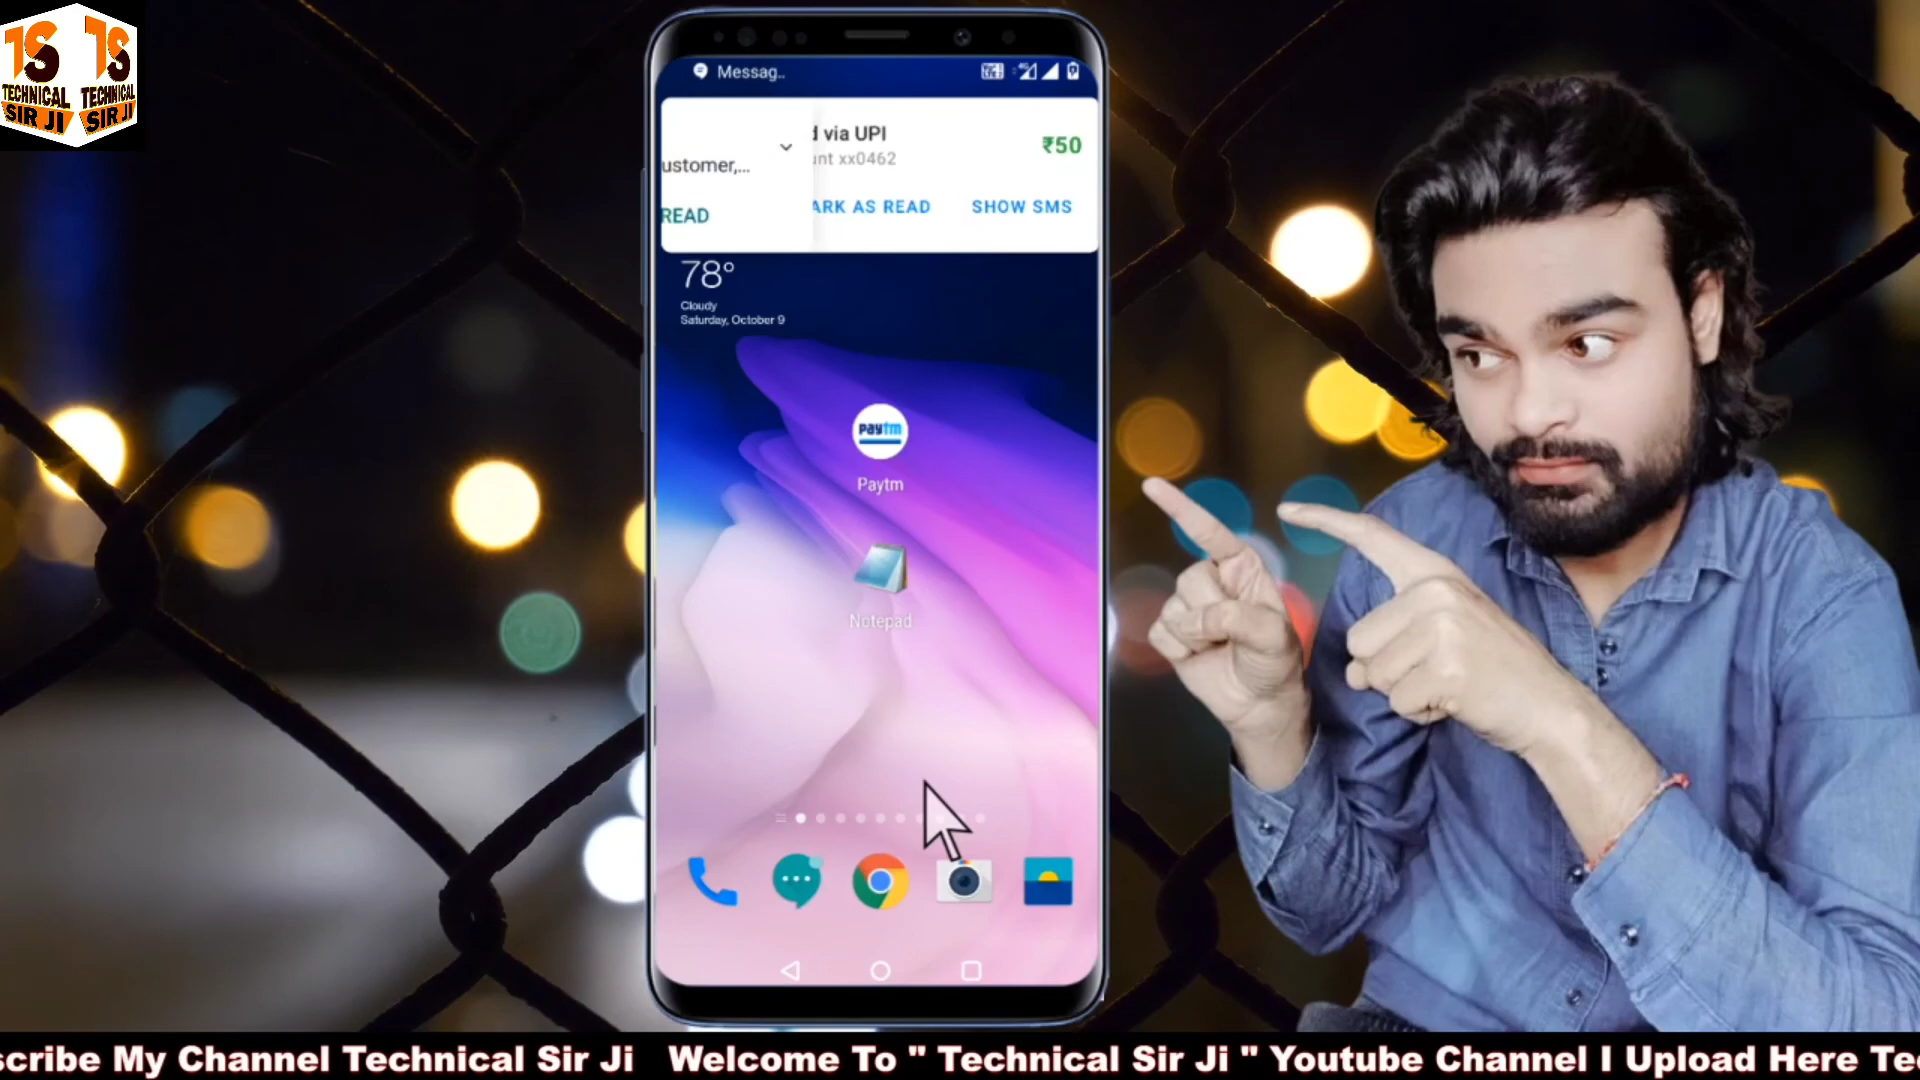 TS TS
TECHNICAL TECHNICAL
SIR JI SIR JI
Messag..
d via UPI
₹50
unt xx0462
ustomer,...
READ
ARK AS READ SHOW SMS
78°
Cloudy
Saturday, October 9
paytm
Paytm
Notepad
scribe My Channel Technical Sir Ji Welcome To " Technical Sir Ji " Youtube Channel I Upload Here Tec